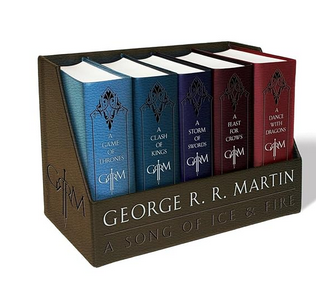 A
GAME
OF
THRONES
GRRM
A
CLASH
OF
KINGS
GRRM
A
STORM
OF
SWORDS
GRRM
A
FEAST
FOR
CROWS
GRRM
A
DANCE
WITH
DRAGONS
GRRM
GRRM
GEORGE R. R. MARTIN
A SONG OF ICE & FIRE